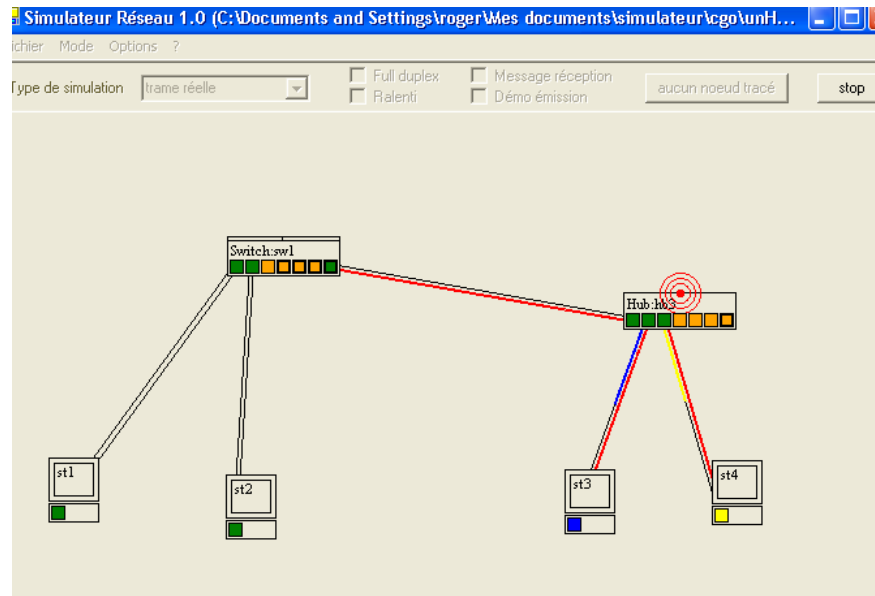 Simulateur Réseau 1.0 (C:\Documents and Settings\roger\Mes documents\simulateur\cgo\unH...
ichier Mode Options ?
Type de simulation trame réelle Full duplex Message réception aucun noeud tracé stop
Ralenti Démo émission
Switch:sw1
Hub:hb3
st1
st2
st3
st4